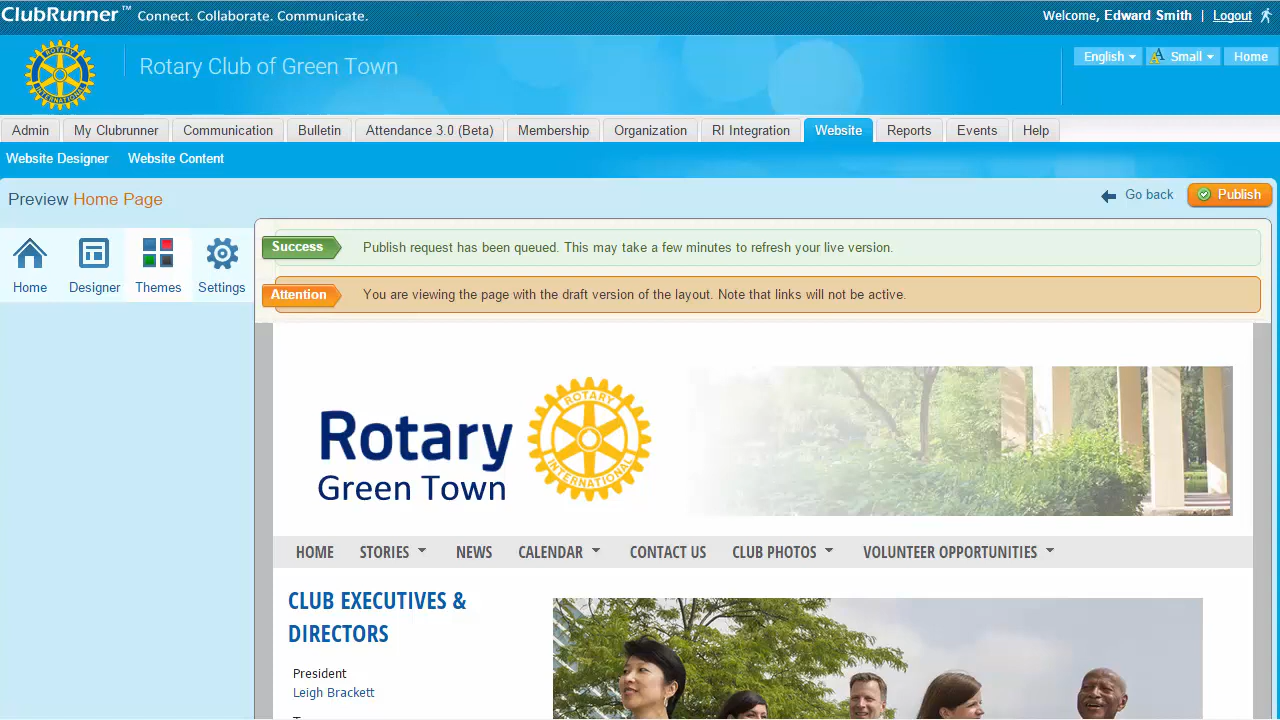 ClubRunner™ Connect. Collaborate. Communicate.
Welcome, Edward Smith | Logout
ROTARY INTERNATIONAL
Rotary Club of Green Town
English Small Home
Admin My Clubrunner Communication Bulletin Attendance 3.0 (Beta) Membership Organization RI Integration Website Reports Events Help
Website Designer Website Content
Preview Home Page
Go back Publish
Home Designer Themes Settings
Success Publish request has been queued. This may take a few minutes to refresh your live version.
Attention You are viewing the page with the draft version of the layout. Note that links will not be active.
Rotary
Green Town
ROTARY INTERNATIONAL
HOME STORIES NEWS CALENDAR CONTACT US CLUB PHOTOS VOLUNTEER OPPORTUNITIES
CLUB EXECUTIVES &
DIRECTORS
President
Leigh Brackett